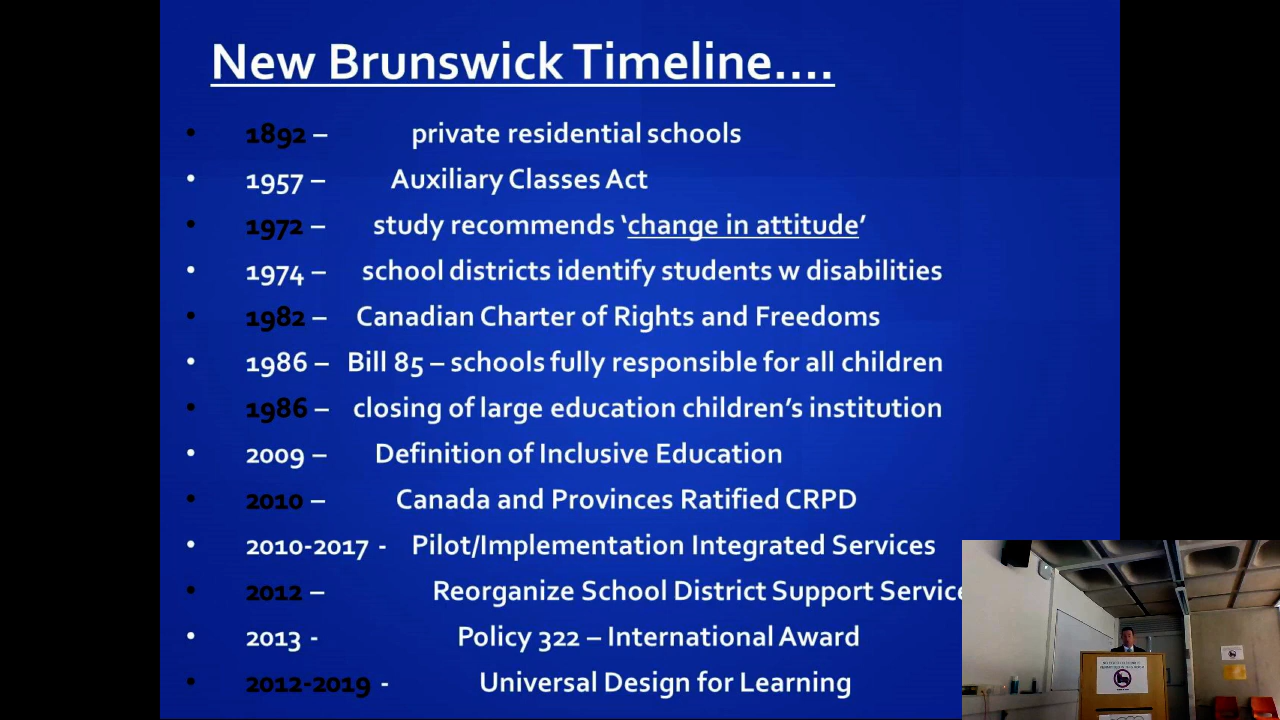 New Brunswick Timeline....
• 1892 – private residential schools
• 1957 – Auxiliary Classes Act
• 1972 – study recommends ‘change in attitude’
• 1974 – school districts identify students w disabilities
• 1982 – Canadian Charter of Rights and Freedoms
• 1986 – Bill 85 – schools fully responsible for all children
• 1986 – closing of large education children’s institution
• 2009 – Definition of Inclusive Education
• 2010 – Canada and Provinces Ratified CRPD
• 2010-2017 - Pilot/Implementation Integrated Services
• 2012 – Reorganize School District Support Service
• 2013 - Policy 322 – International Award
• 2012-2019 - Universal Design for Learning